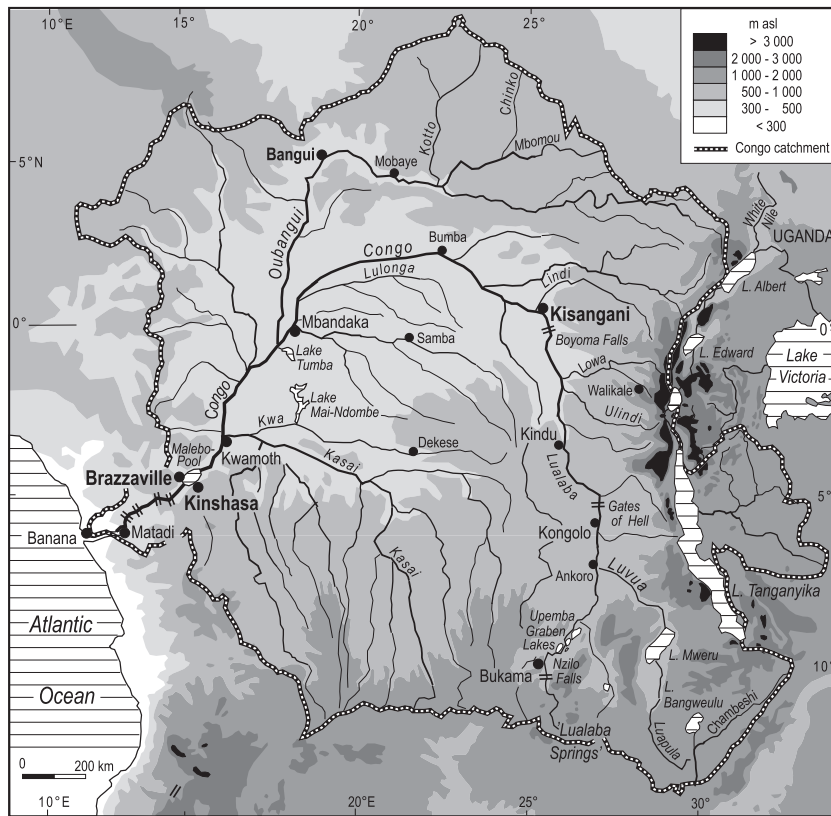 10°E
15°
20°
25°
m asl
> 3 000
2 000 - 3 000
1 000 - 2 000
500 - 1 000
300 - 500
< 300
Congo catchment
5°N
Bangui
Mobaye
Kotto
Chinko
Mbomou
White
Nile
UGANDA
Oubangui
Congo
Bumba
Lulonga
Lindi
L. Albert
0°
0°
Mbandaka
Kisangani
Boyoma Falls
Samba
Lake
Tumba
L. Edward
Lake
Victoria
Lowa
Walikale
Ulindi
Congo
Lake
Mai-Ndombe
Kwa
Dekese
Kindu
Malebo-
Pool
Kwamoth
Kasai
Lualaba
Brazzaville
Kinshasa
5°
Gates
of Hell
Banana
Matadi
Kongolo
Kasai
Ankoro
Luvua
L. Tanganyika
Atlantic
Ocean
Upemba
Graben
Lakes
L. Mweru
10°
Bukama
Nzilo
Falls
L.
Bangweulu
Chambeshi
Luapula
Lualaba
Springs'
0 200 km
10°E
15°
20°
25°
30°